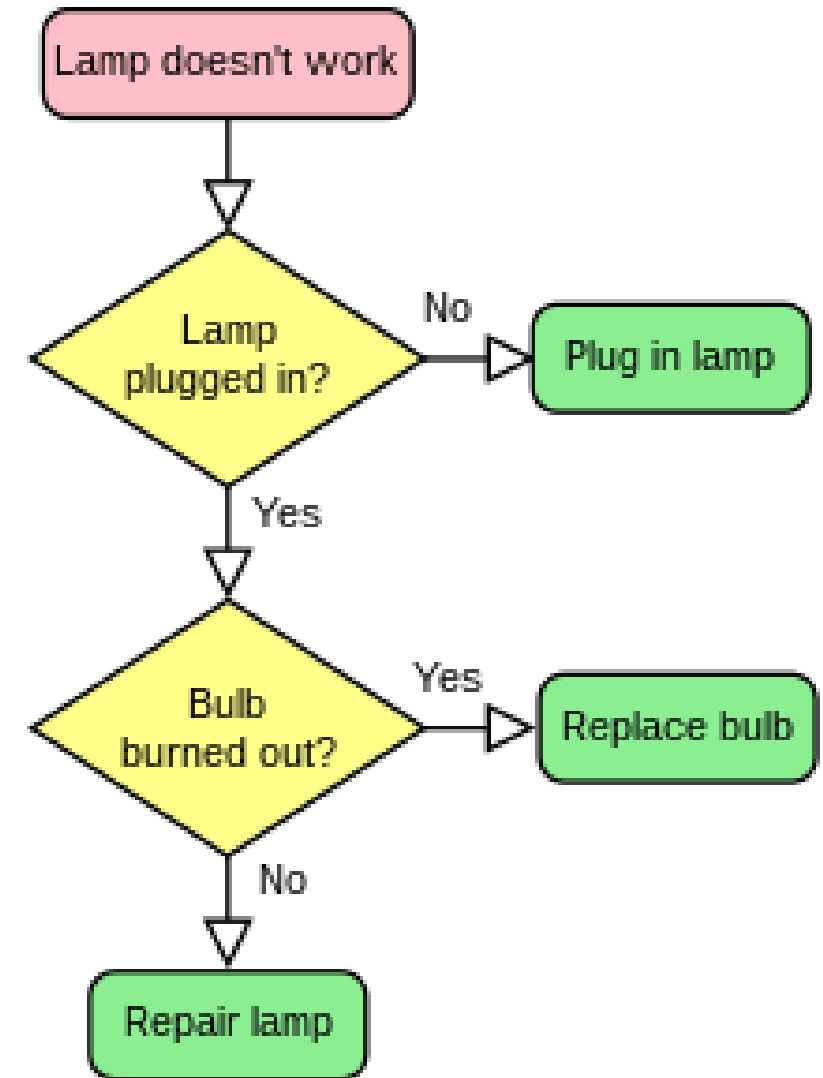 Lamp doesn't work
Lamp
plugged in?
No
Plug in lamp
Yes
Bulb
burned out?
Yes
Replace bulb
No
Repair lamp